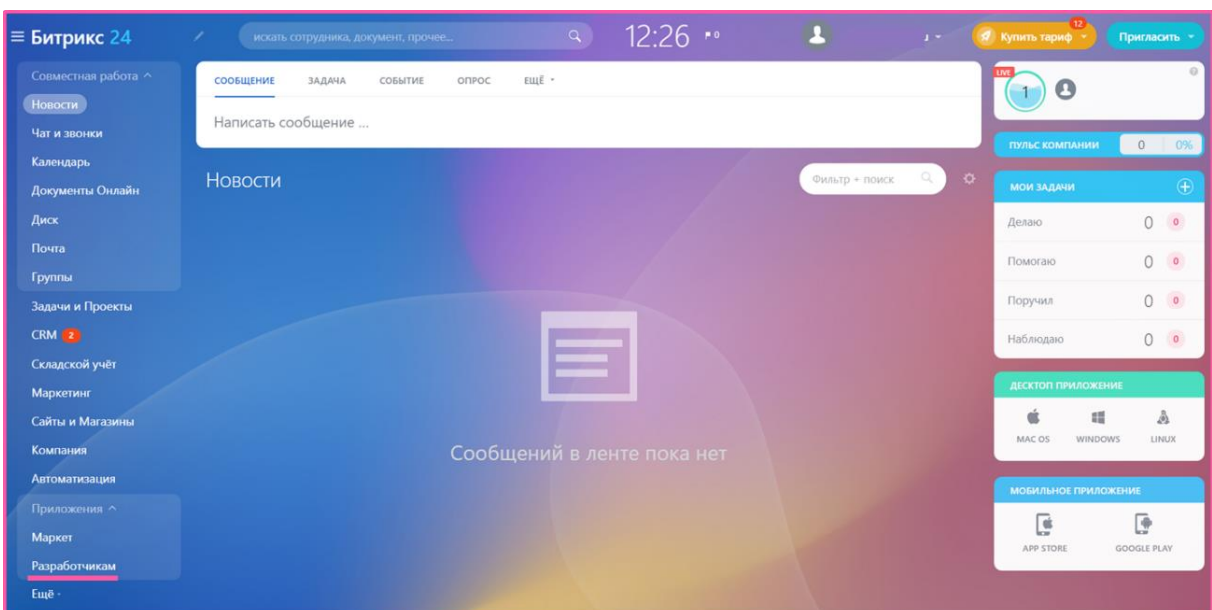 Битрикс 24
искать сотрудника, документ, прочее...
12:26
0
12
Купить тариф
Пригласить
Совместная работа
Новости
Чат и звонки
Календарь
Документы Онлайн
Диск
Почта
Группы
Задачи и Проекты
CRM 2
Складской учёт
Маркетинг
Сайты и Магазины
Компания
Автоматизация
Приложения
Маркет
Разработчикам
Ещё
СООБЩЕНИЕ ЗАДАЧА СОБЫТИЕ ОПРОС ЕЩЁ
Написать сообщение ...
Новости
Фильтр + поиск
Сообщений в ленте пока нет
LIVE
1
ПУЛЬС КОМПАНИИ 0 0%
МОИ ЗАДАЧИ
Делаю 0 0
Помогаю 0 0
Поручил 0 0
Наблюдаю 0 0
ДЕСКТОП ПРИЛОЖЕНИЕ
MAC OS WINDOWS LINUX
МОБИЛЬНОЕ ПРИЛОЖЕНИЕ
APP STORE GOOGLE PLAY